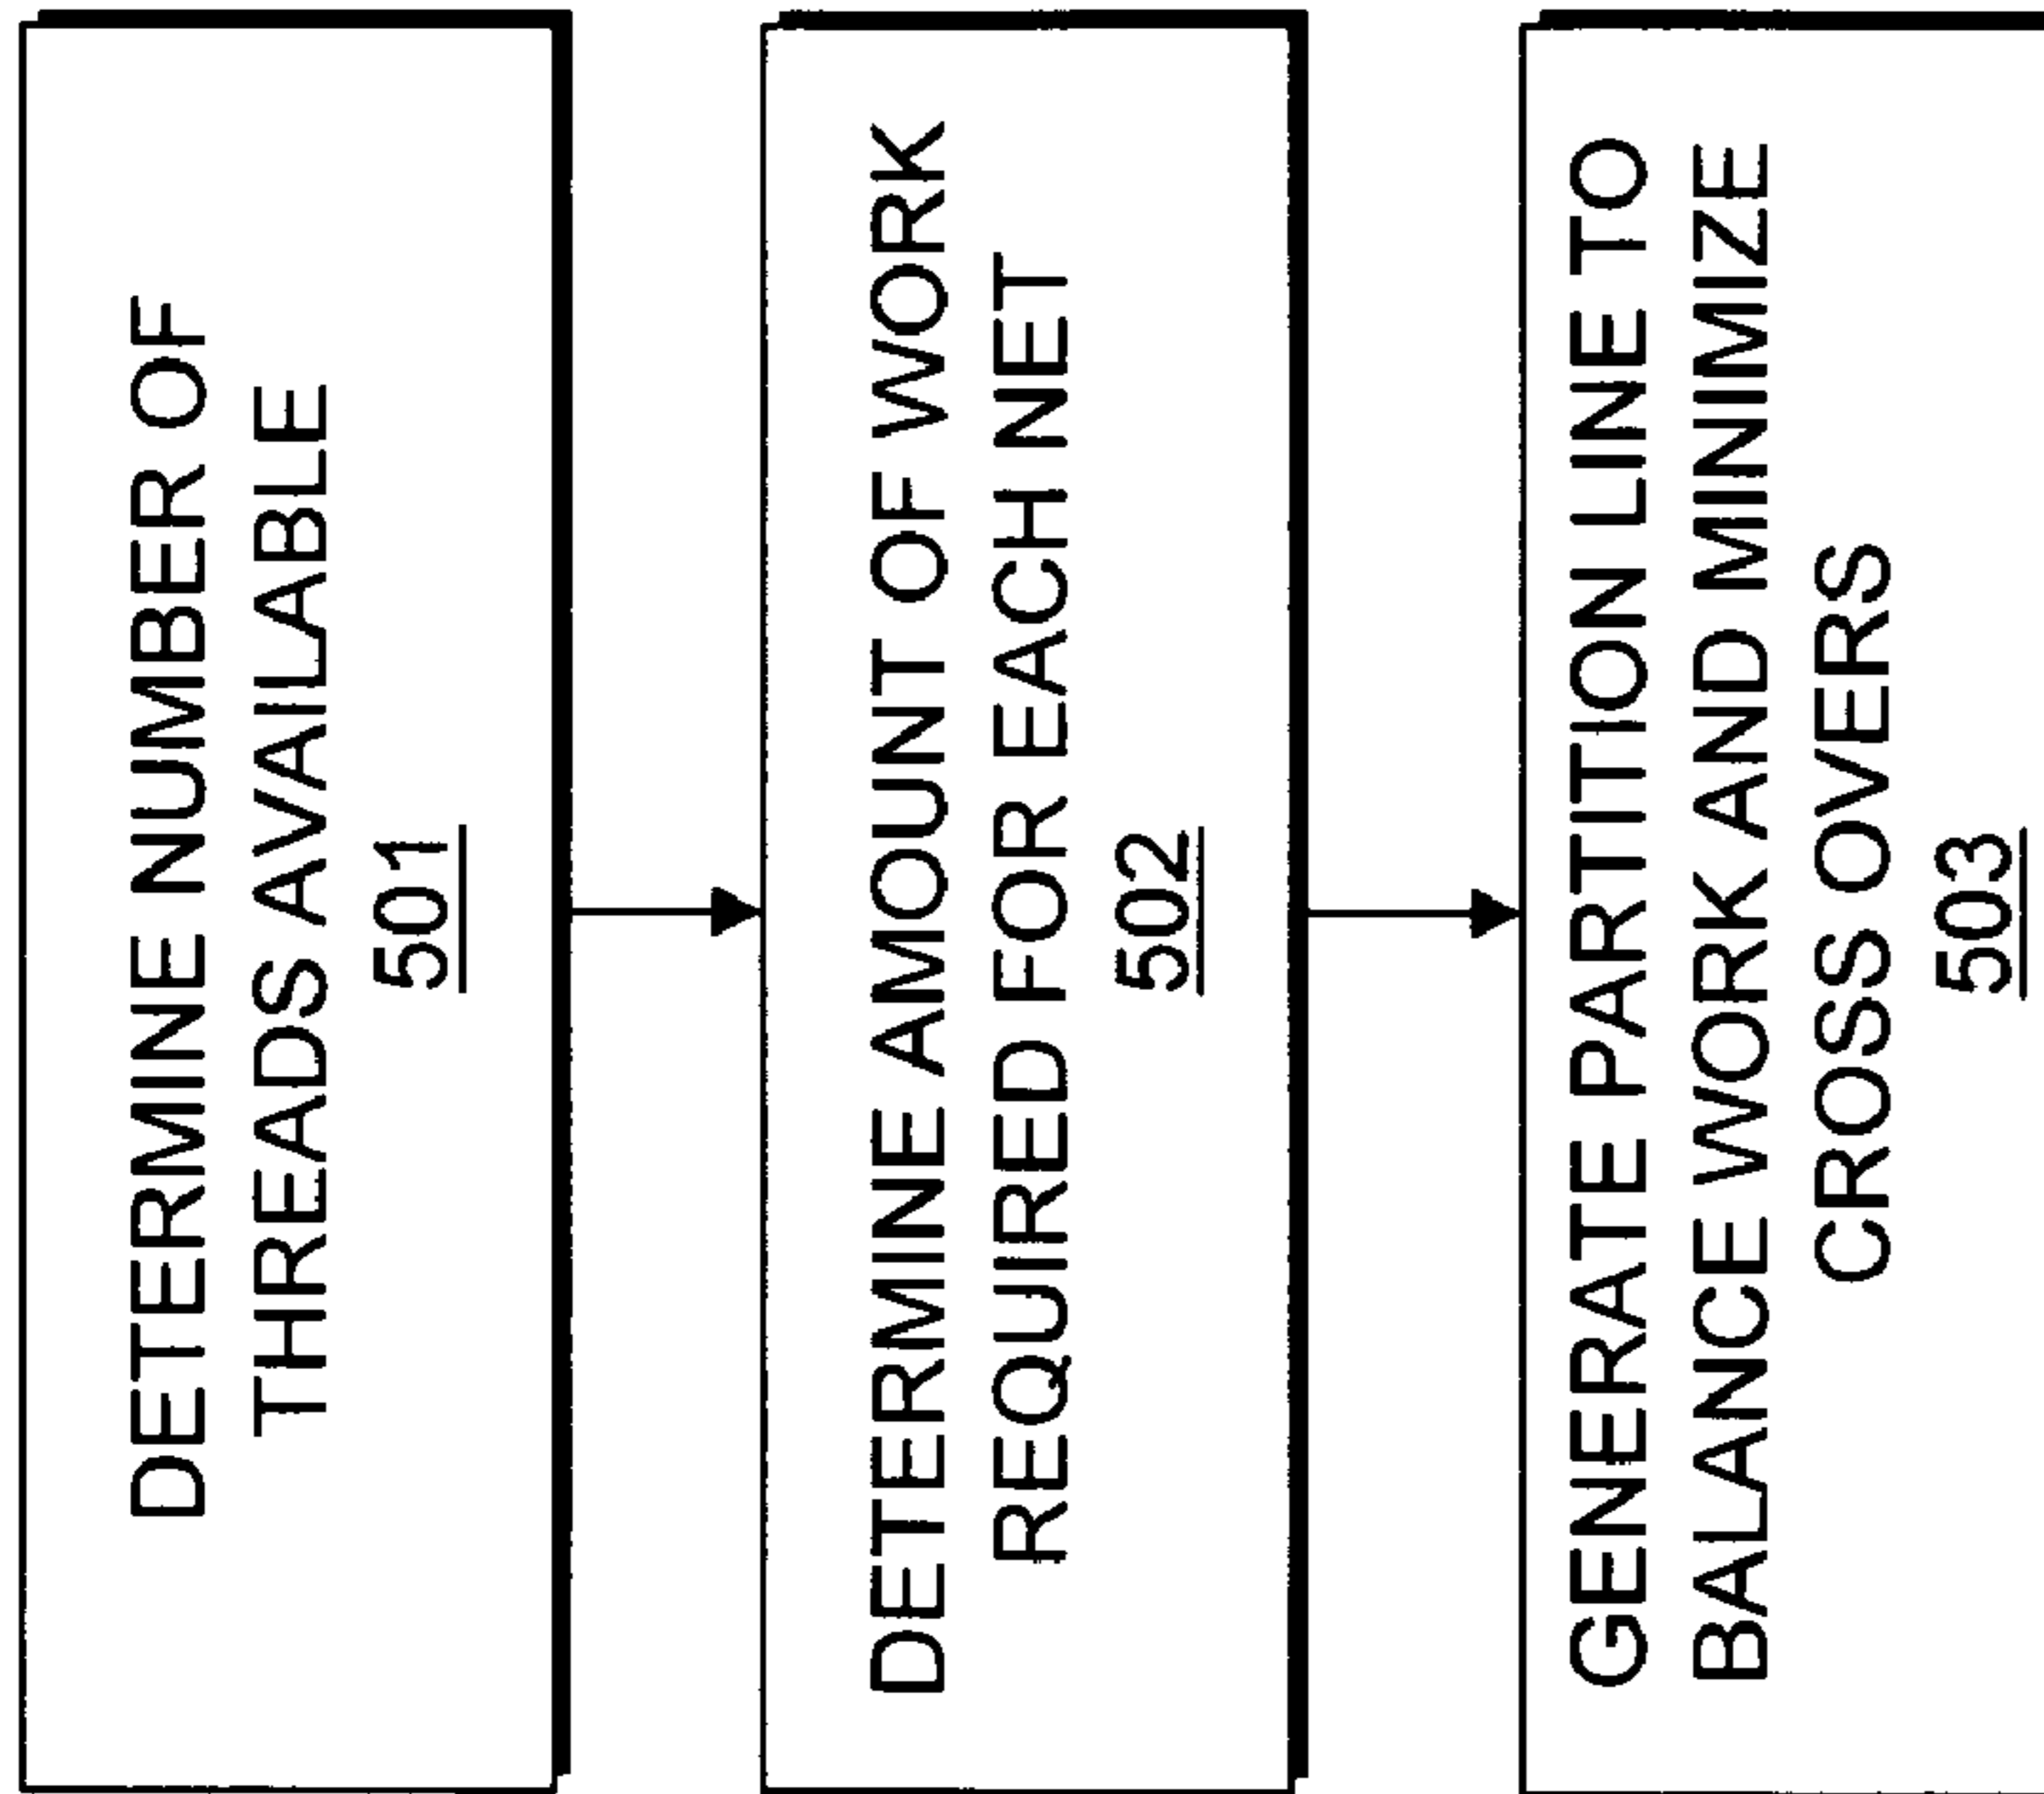 DETERMINE NUMBER OF
THREADS AVAILABLE
501
DETERMINE AMOUNT OF WORK
REQUIRED FOR EACH NET
502
GENERATE PARTITION LINE TO
BALANCE WORK AND MINIMIZE
CROSS OVERS
503